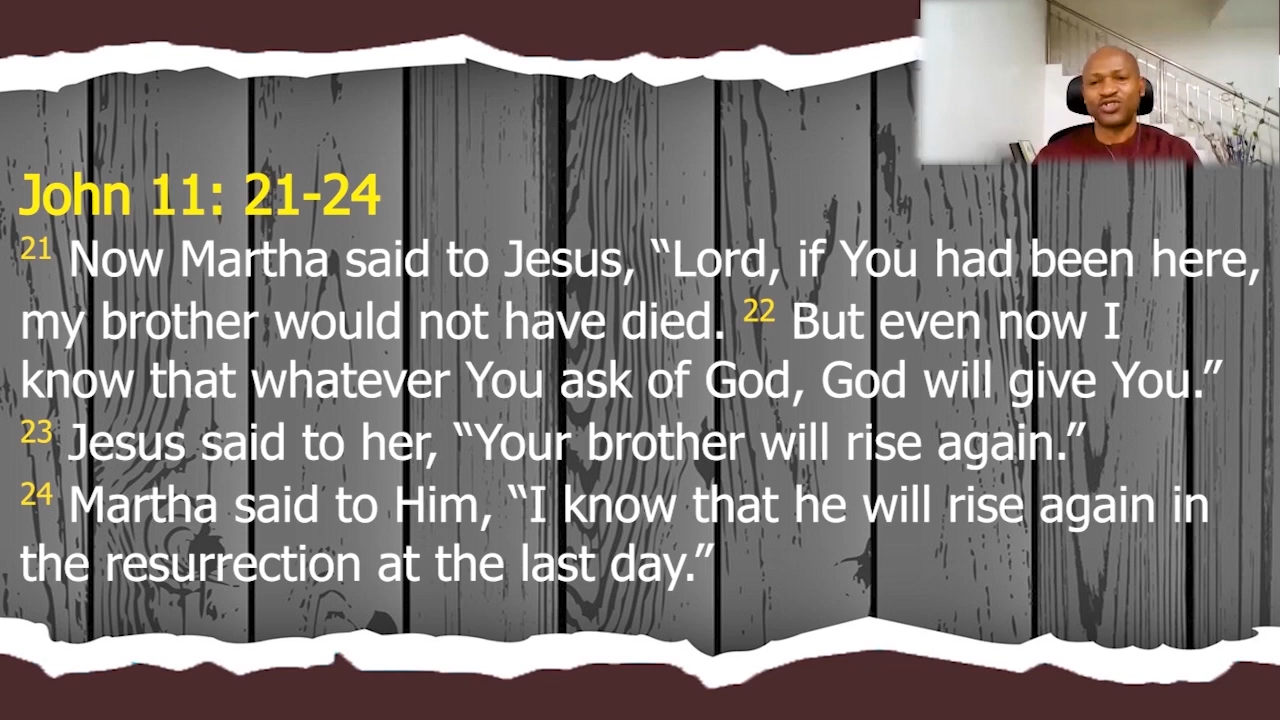 John 11: 21-24
21 Now Martha said to Jesus, “Lord, if You had been here,
my brother would not have died. 22 But even now I
know that whatever You ask of God, God will give You.”
23 Jesus said to her, “Your brother will rise again.”
24 Martha said to Him, “I know that he will rise again in
the resurrection at the last day.”